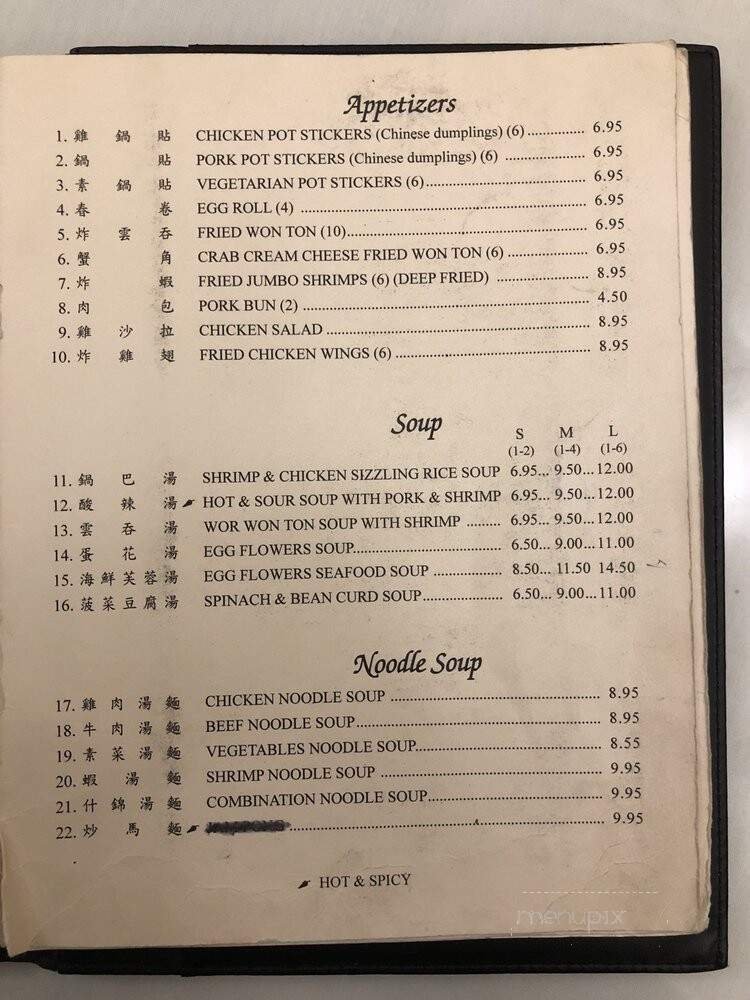 Appetizers
1. 雞鍋貼 CHICKEN POT STICKERS (Chinese dumplings) (6) .............. 6.95
2. 鍋貼 PORK POT STICKERS (Chinese dumplings) (6) .................... 6.95
3. 素鍋貼 VEGETARIAN POT STICKERS (6)........................................ 6.95
4. 春卷 EGG ROLL (4) ....................................................................... 6.95
5. 炸雲吞 FRIED WON TON (10)............................................................ 6.95
6. 蟹角 CRAB CREAM CHEESE FRIED WON TON (6) .................... 6.95
7. 炸蝦 FRIED JUMBO SHRIMPS (6) (DEEP FRIED) ...................... 8.95
8. 肉包 PORK BUN (2) ....................................................................... 4.50
9. 雞沙拉 CHICKEN SALAD .................................................................. 8.95
10. 炸雞翅 FRIED CHICKEN WINGS (6) ................................................. 8.95
Soup
S M L
(1-2) (1-4) (1-6)
11. 鍋巴湯 SHRIMP & CHICKEN SIZZLING RICE SOUP 6.95... 9.50...12.00
12. 酸辣湯 HOT & SOUR SOUP WITH PORK & SHRIMP 6.95... 9.50...12.00
13. 雲吞湯 WOR WON TON SOUP WITH SHRIMP ......... 6.95... 9.50...12.00
14. 蛋花湯 EGG FLOWERS SOUP...................................... 6.50... 9.00...11.00
15. 海鮮芙蓉湯 EGG FLOWERS SEAFOOD SOUP .................. 8.50... 11.50 14.50
16. 菠菜豆腐湯 SPINACH & BEAN CURD SOUP.................... 6.50... 9.00...11.00
Noodle Soup
17. 雞肉湯麵 CHICKEN NOODLE SOUP ..................................................... 8.95
18. 牛肉湯麵 BEEF NOODLE SOUP............................................................. 8.95
19. 素菜湯麵 VEGETABLES NOODLE SOUP............................................... 8.55
20. 蝦湯麵 SHRIMP NOODLE SOUP ........................................................ 9.95
21. 什錦湯麵 COMBINATION NOODLE SOUP............................................ 9.95
22. 炒馬麵 ............................................................................... 9.95
HOT & SPICY
menupix